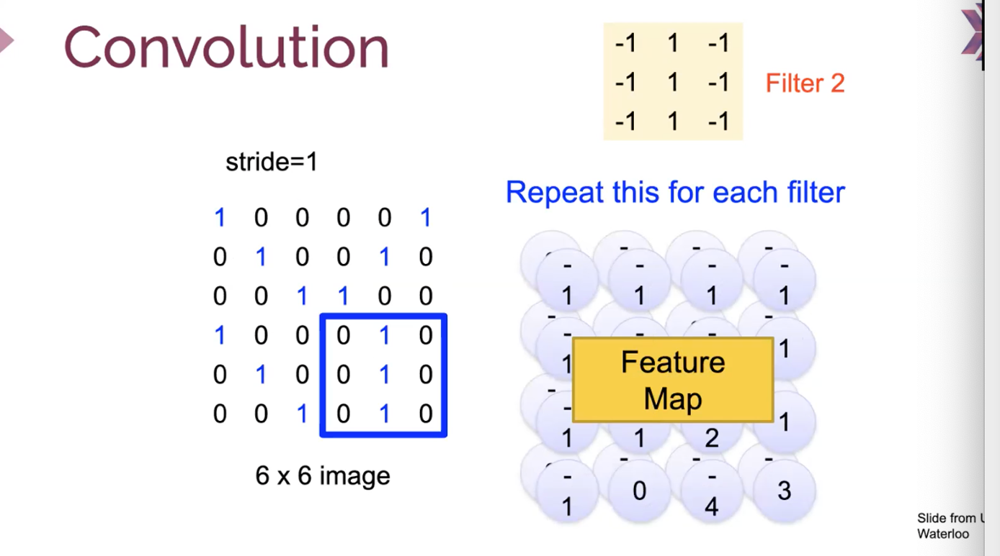 Convolution
-1 1 -1
-1 1 -1
-1 1 -1
Filter 2
stride=1
Repeat this for each filter
1 0 0 0 0 1
0 1 0 0 1 0
0 0 1 1 0 0
1 0 0 0 1 0
0 1 0 0 1 0
0 0 1 0 1 0
6 x 6 image
- - - -
1 1 1 1
- - -
1 1
Feature
Map
-
1 1 2 1
- -
1 0 4 3
Slide from
Waterloo